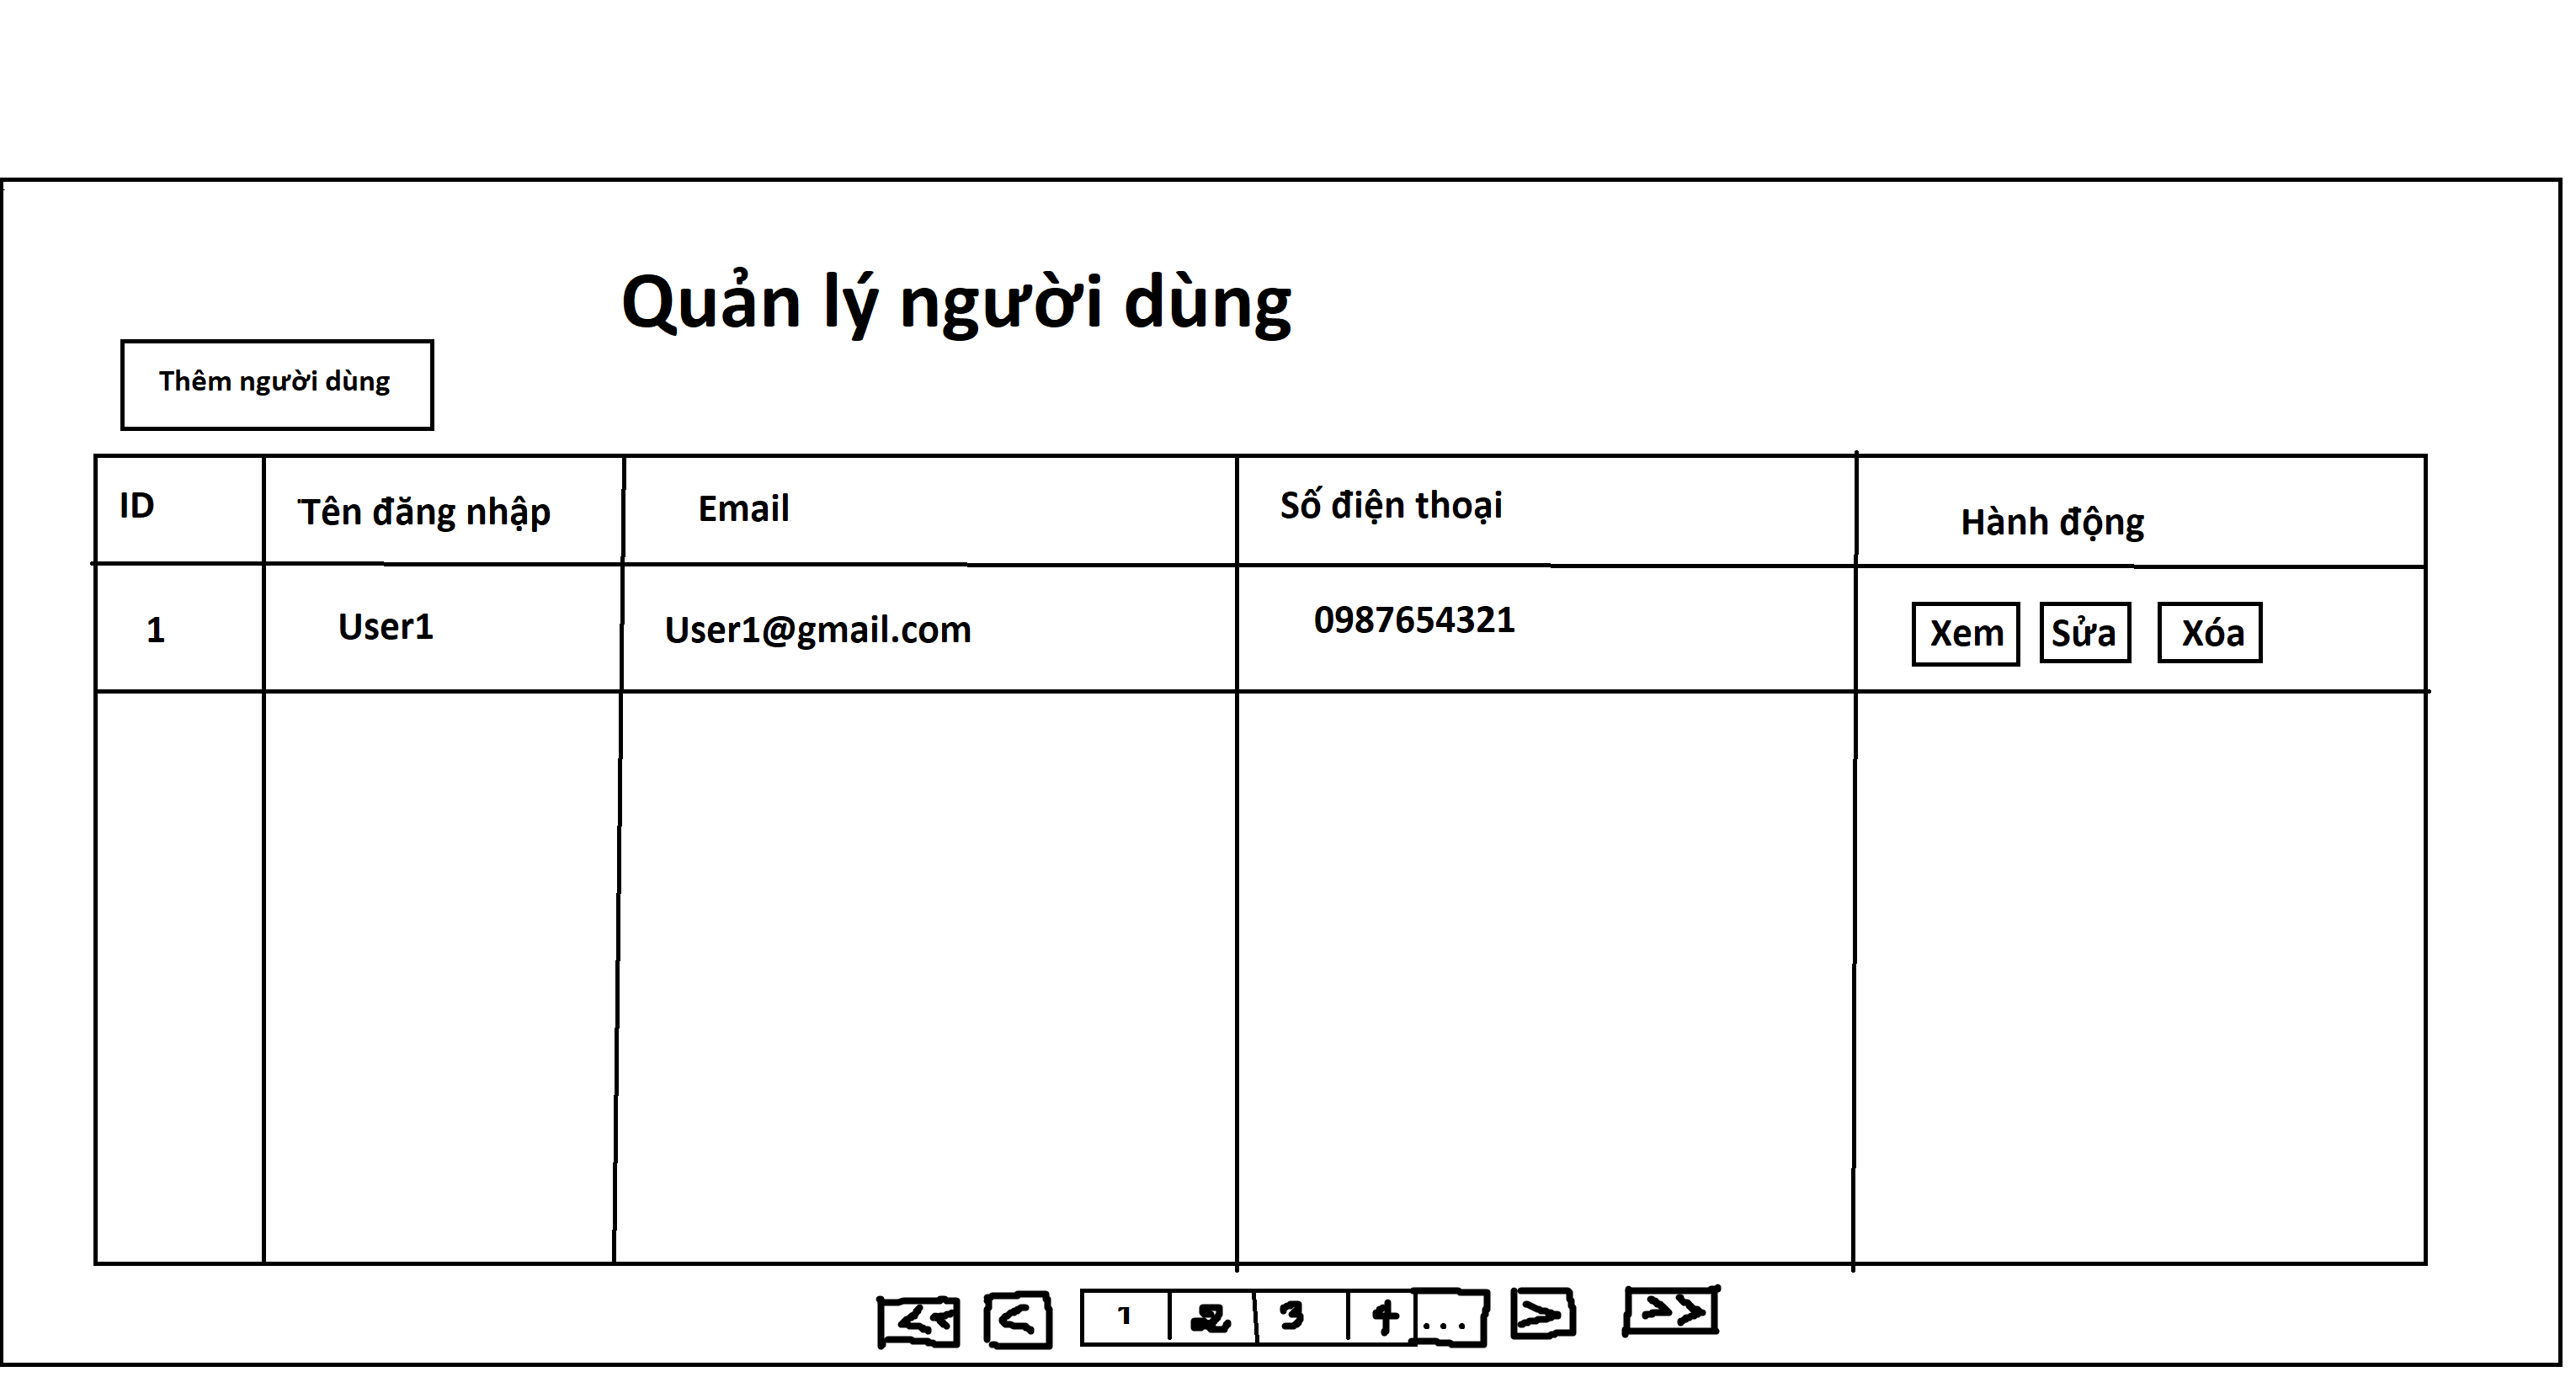 Quản lý người dùng
Thêm người dùng
ID Tên đăng nhập Email Số điện thoại Hành động
1 User1 User1@gmail.com 0987654321 Xem Sửa Xóa
<< < 1 2 3 4 ... > >>